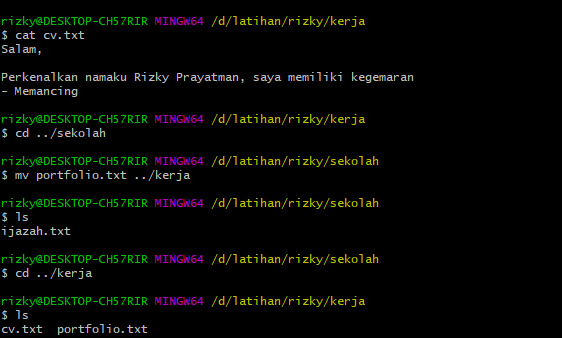 rizky@DESKTOP-CH57RIR MINGW64 /d/latihan/rizky/kerja
$ cat cv.txt
Salam,
Perkenalkan namaku Rizky Prayatman, saya memiliki kegemaran
- Memancing
rizky@DESKTOP-CH57RIR MINGW64 /d/latihan/rizky/kerja
$ cd ../sekolah
rizky@DESKTOP-CH57RIR MINGW64 /d/latihan/rizky/sekolah
$ mv portfolio.txt ../kerja
rizky@DESKTOP-CH57RIR MINGW64 /d/latihan/rizky/sekolah
$ ls
ijazah.txt
rizky@DESKTOP-CH57RIR MINGW64 /d/latihan/rizky/sekolah
$ cd ../kerja
rizky@DESKTOP-CH57RIR MINGW64 /d/latihan/rizky/kerja
$ ls
cv.txt  portfolio.txt